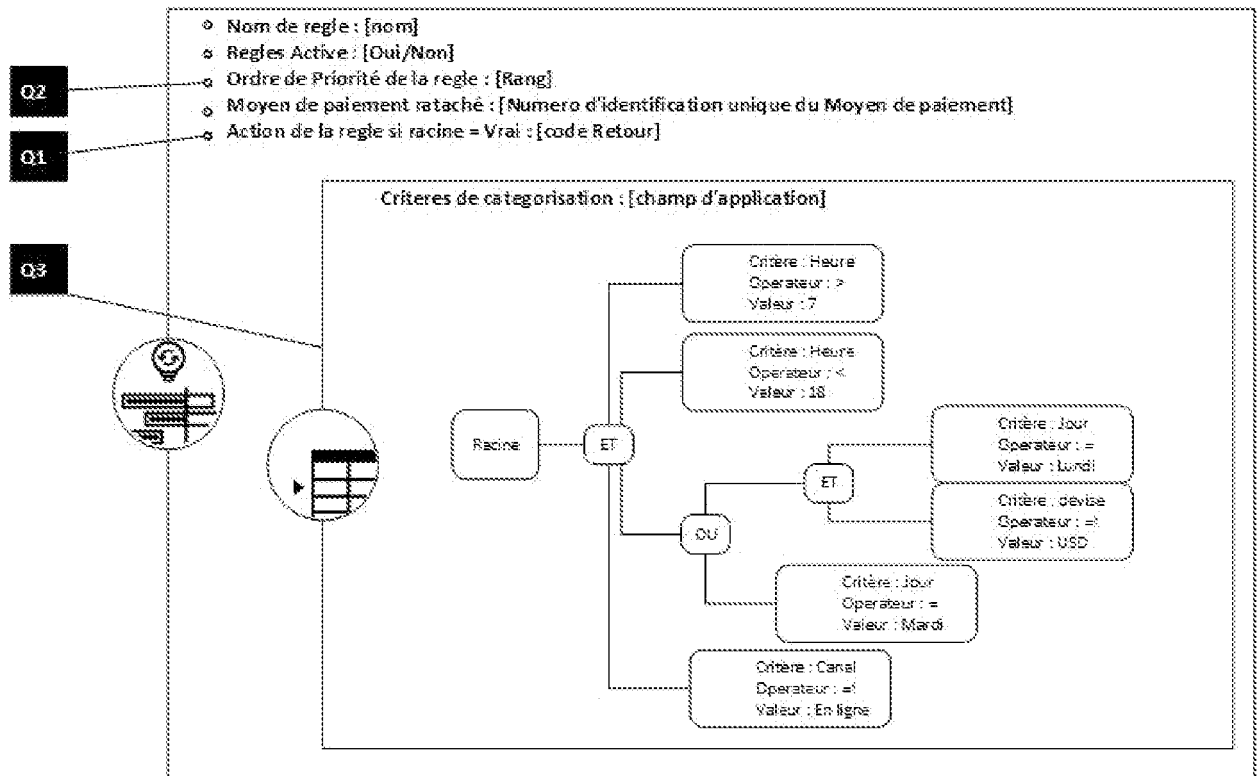 Nom de regle : [nom]
Regles Active : [Oui/Non]
Ordre de Priorité de la regle : [Rang]
Moyen de paiement rataché : [Numero d'identification unique du Moyen de paiement]
Action de la regle si racine = Vrai : [code Retour]
Q2
Q1
Q3
Criteres de categorisation : [champ d'application]
Critère : Heure
Operateur : >
Valeur : 7
Critère : Heure
Operateur : <
Valeur : 18
Racine
ET
OU
ET
Critère : Jour
Operateur : =
Valeur : Lundi
Critère : devise
Operateur : =!
Valeur : USD
Critère : Jour
Operateur : =
Valeur : Mardi
Critère : Canal
Operateur : =!
Valeur : En ligne